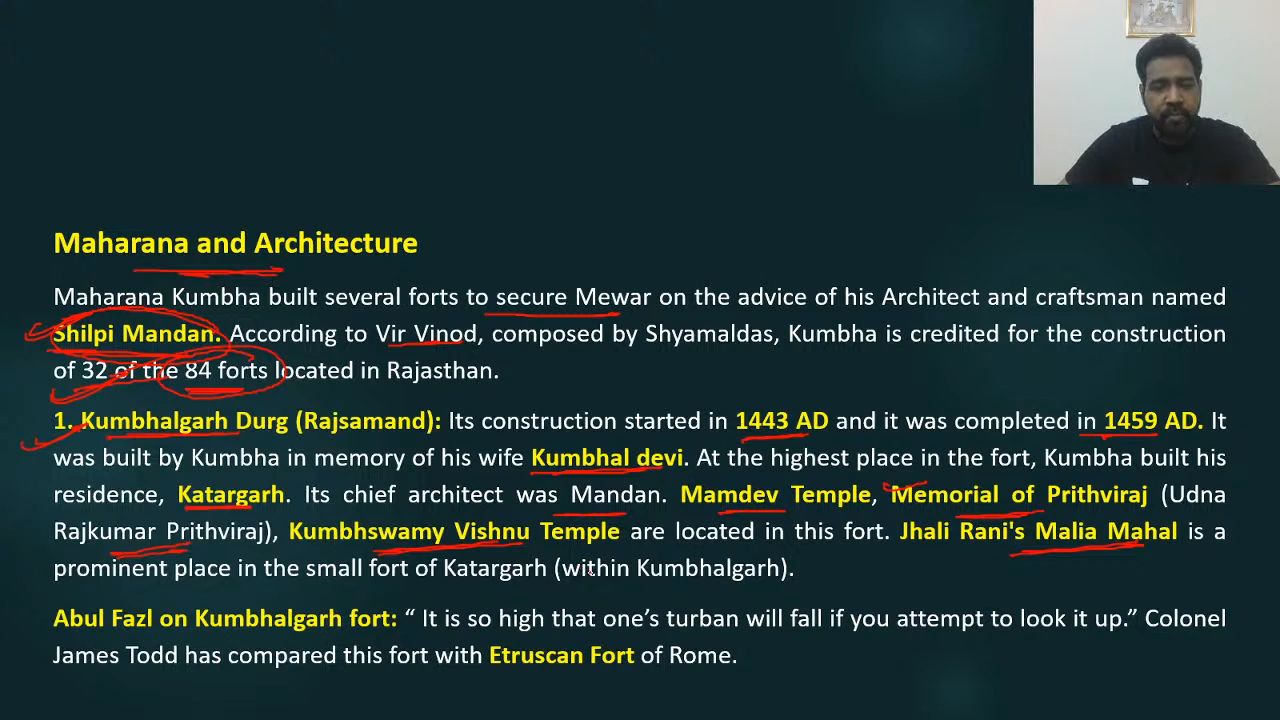 Maharana and Architecture
Maharana Kumbha built several forts to secure Mewar on the advice of his Architect and craftsman named
Shilpi Mandan. According to Vir Vinod, composed by Shyamaldas, Kumbha is credited for the construction
of 32 of the 84 forts located in Rajasthan.
1. Kumbhalgarh Durg (Rajsamand): Its construction started in 1443 AD and it was completed in 1459 AD. It
was built by Kumbha in memory of his wife Kumbhal devi. At the highest place in the fort, Kumbha built his
residence, Katargarh. Its chief architect was Mandan. Mamdev Temple, Memorial of Prithviraj (Udna
Rajkumar Prithviraj), Kumbhswamy Vishnu Temple are located in this fort. Jhali Rani's Malia Mahal is a
prominent place in the small fort of Katargarh (within Kumbhalgarh).
Abul Fazl on Kumbhalgarh fort: “ It is so high that one’s turban will fall if you attempt to look it up.” Colonel
James Todd has compared this fort with Etruscan Fort of Rome.